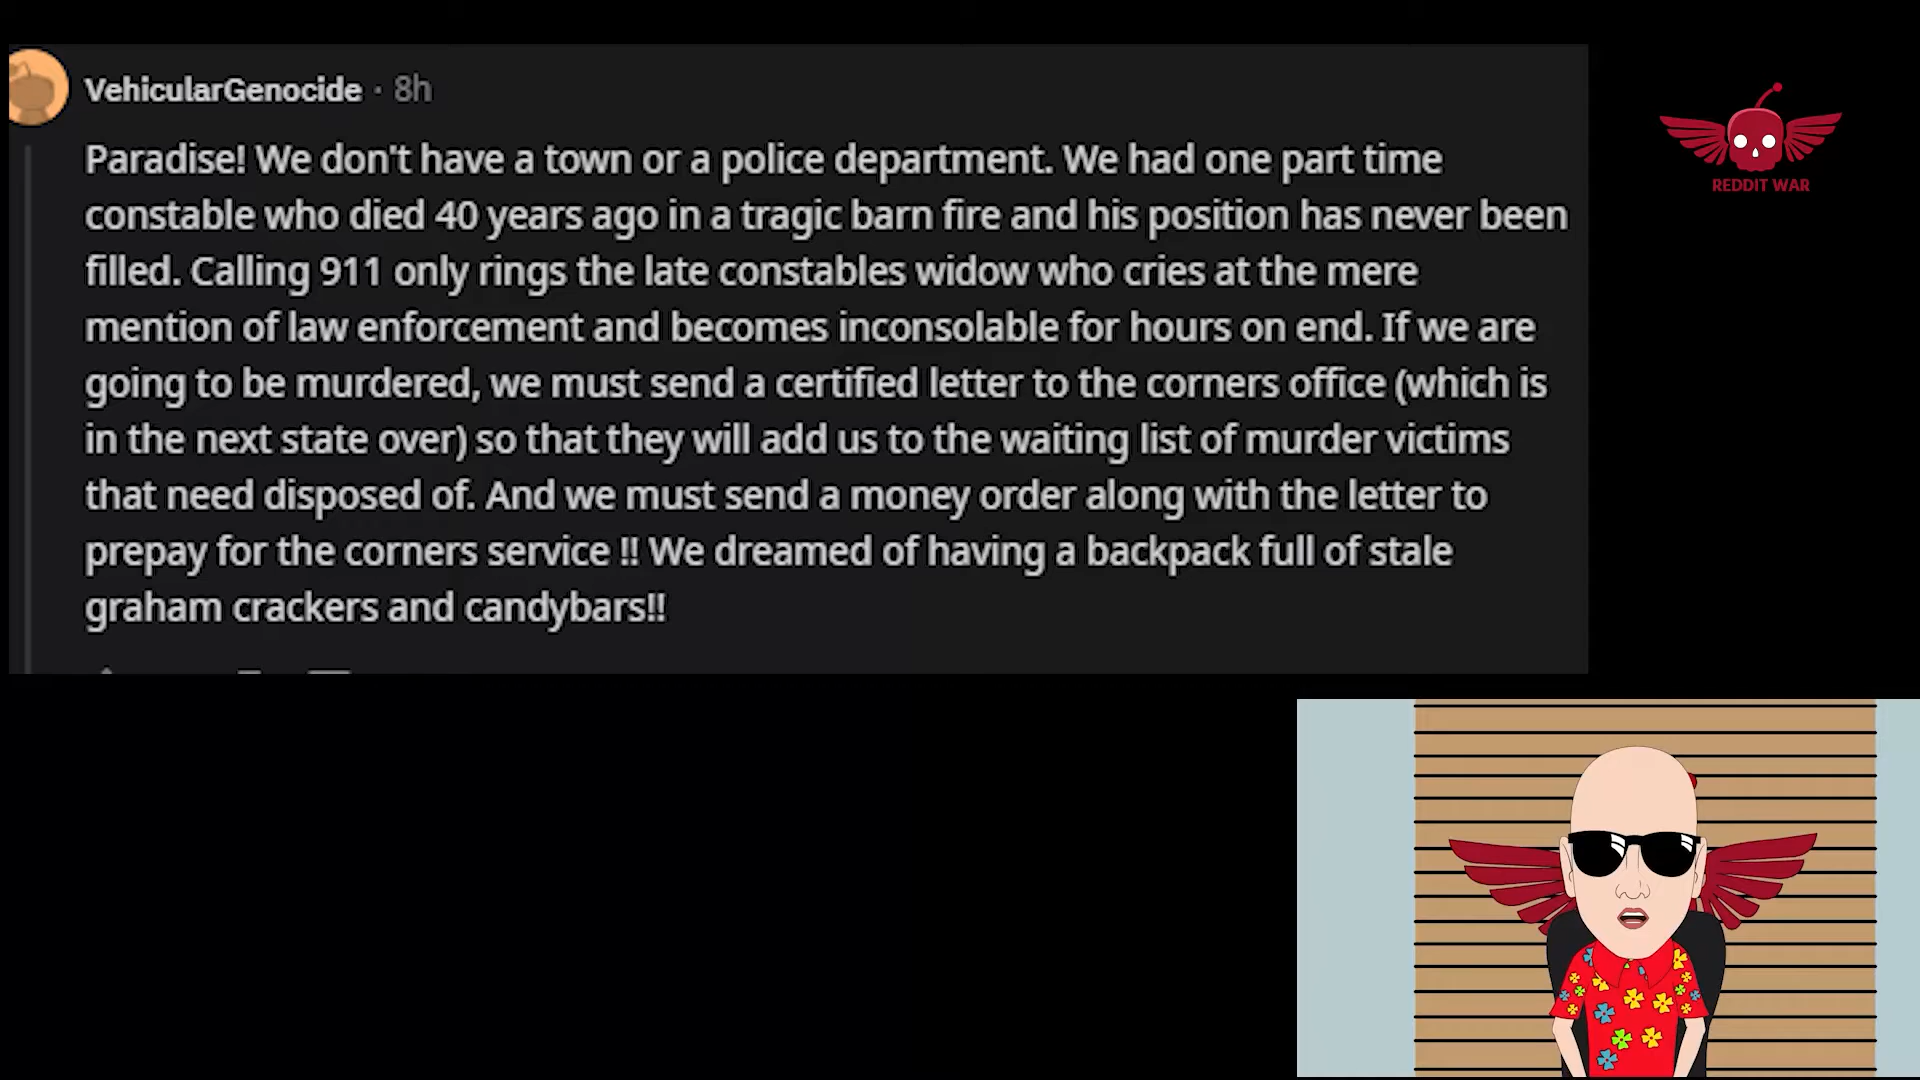 VehicularGenocide · 8h
Paradise! We don't have a town or a police department. We had one part time
constable who died 40 years ago in a tragic barn fire and his position has never been
filled. Calling 911 only rings the late constables widow who cries at the mere
mention of law enforcement and becomes inconsolable for hours on end. If we are
going to be murdered, we must send a certified letter to the corners office (which is
in the next state over) so that they will add us to the waiting list of murder victims
that need disposed of. And we must send a money order along with the letter to
prepay for the corners service !! We dreamed of having a backpack full of stale
graham crackers and candybars!!
REDDIT WAR